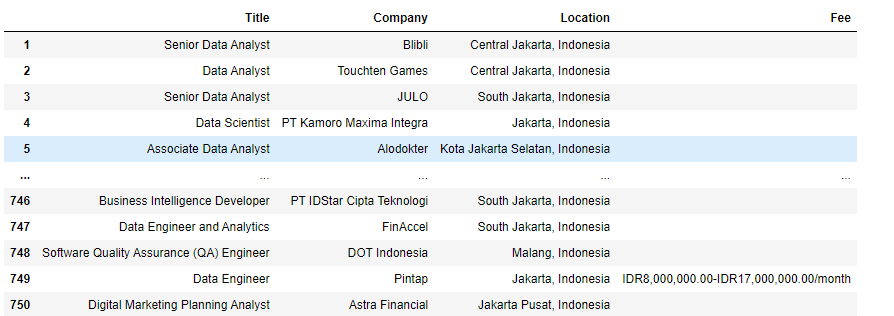 Title Company Location Fee
1 Senior Data Analyst Blibli Central Jakarta, Indonesia
2 Data Analyst Touchten Games Central Jakarta, Indonesia
3 Senior Data Analyst JULO South Jakarta, Indonesia
4 Data Scientist PT Kamoro Maxima Integra Jakarta, Indonesia
5 Associate Data Analyst Alodokter Kota Jakarta Selatan, Indonesia
... ... ... ... ...
746 Business Intelligence Developer PT IDStar Cipta Teknologi South Jakarta, Indonesia
747 Data Engineer and Analytics FinAccel South Jakarta, Indonesia
748 Software Quality Assurance (QA) Engineer DOT Indonesia Malang, Indonesia
749 Data Engineer Pintap Jakarta, Indonesia IDR8,000,000.00-IDR17,000,000.00/month
750 Digital Marketing Planning Analyst Astra Financial Jakarta Pusat, Indonesia